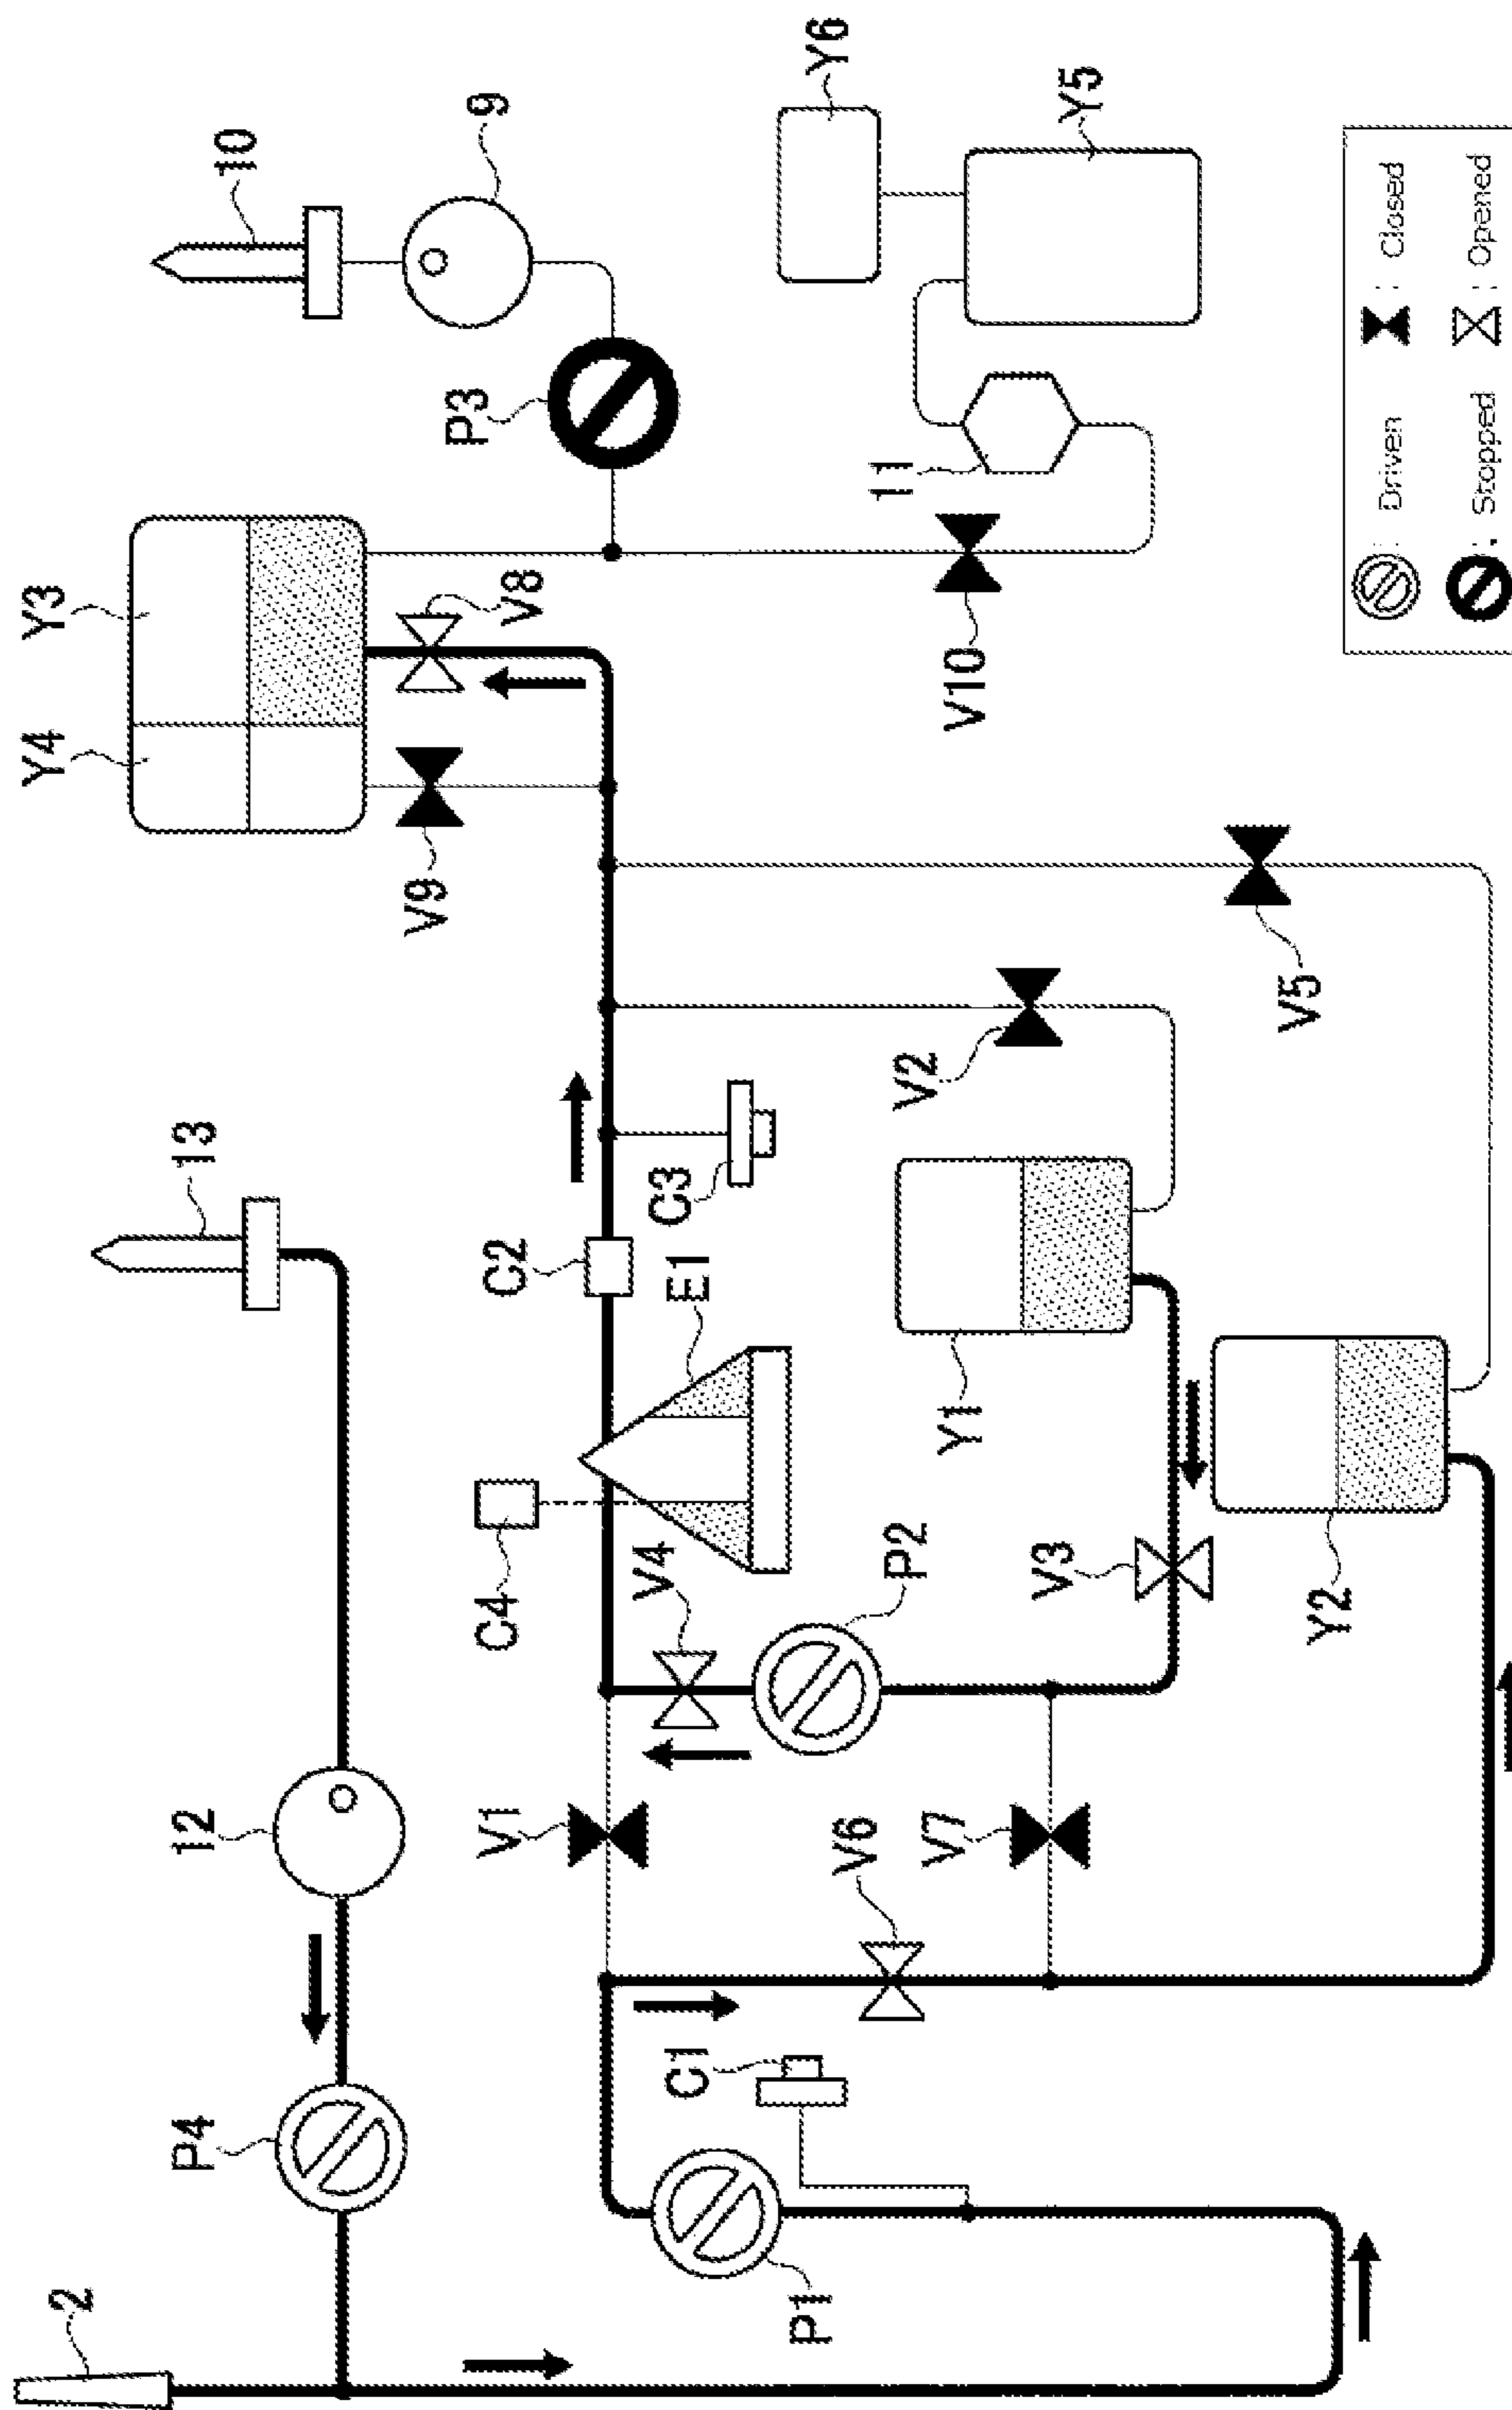 2
P4
12
13
Y4
Y3
10
9
P3
V9
V8
P1
C1
V1
V6
V7
C4
V4
P2
V3
E1
C2
C3
Y1
Y2
V2
V5
V10
11
Y6
Y5
: Driven
: Closed
: Stopped
: Opened